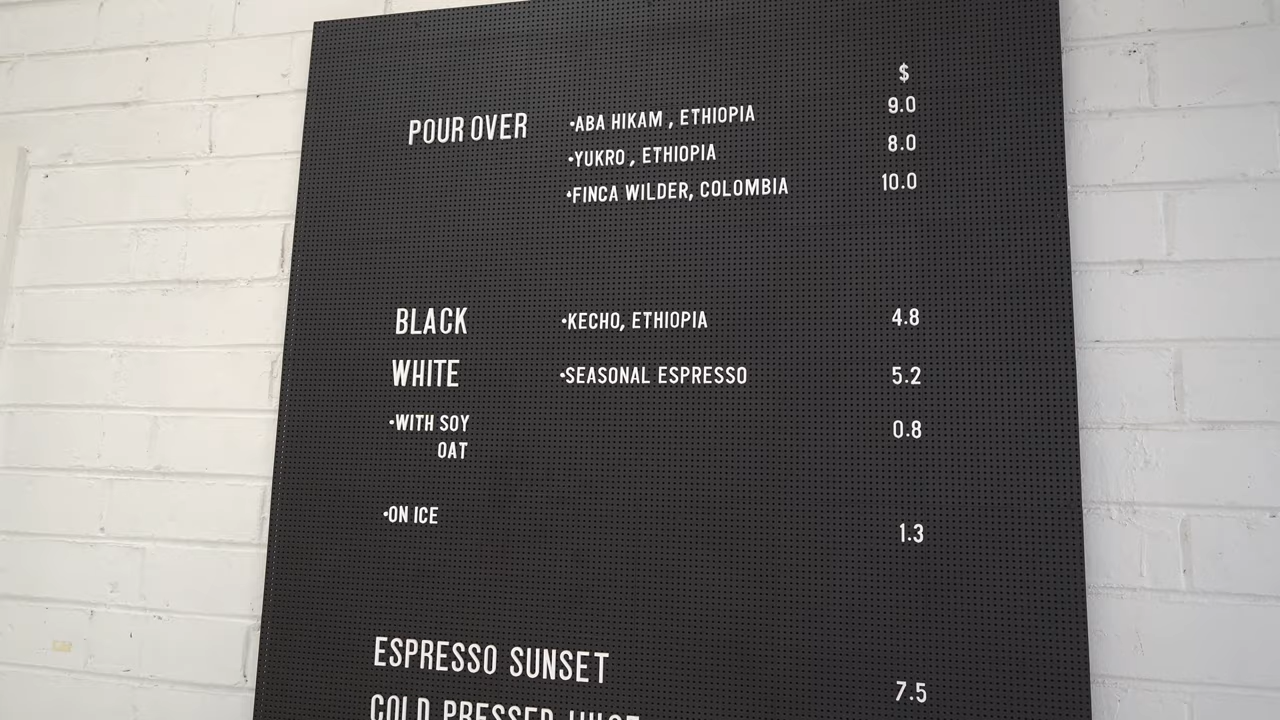 $
POUR OVER •ABA HIKAM , ETHIOPIA 9.0
•YUKRO , ETHIOPIA 8.0
•FINCA WILDER, COLOMBIA 10.0
BLACK •KECHO, ETHIOPIA 4.8
WHITE •SEASONAL ESPRESSO 5.2
•WITH SOY 0.8
OAT
•ON ICE 1.3
ESPRESSO SUNSET 7.5
COLD PRESSED JUICE